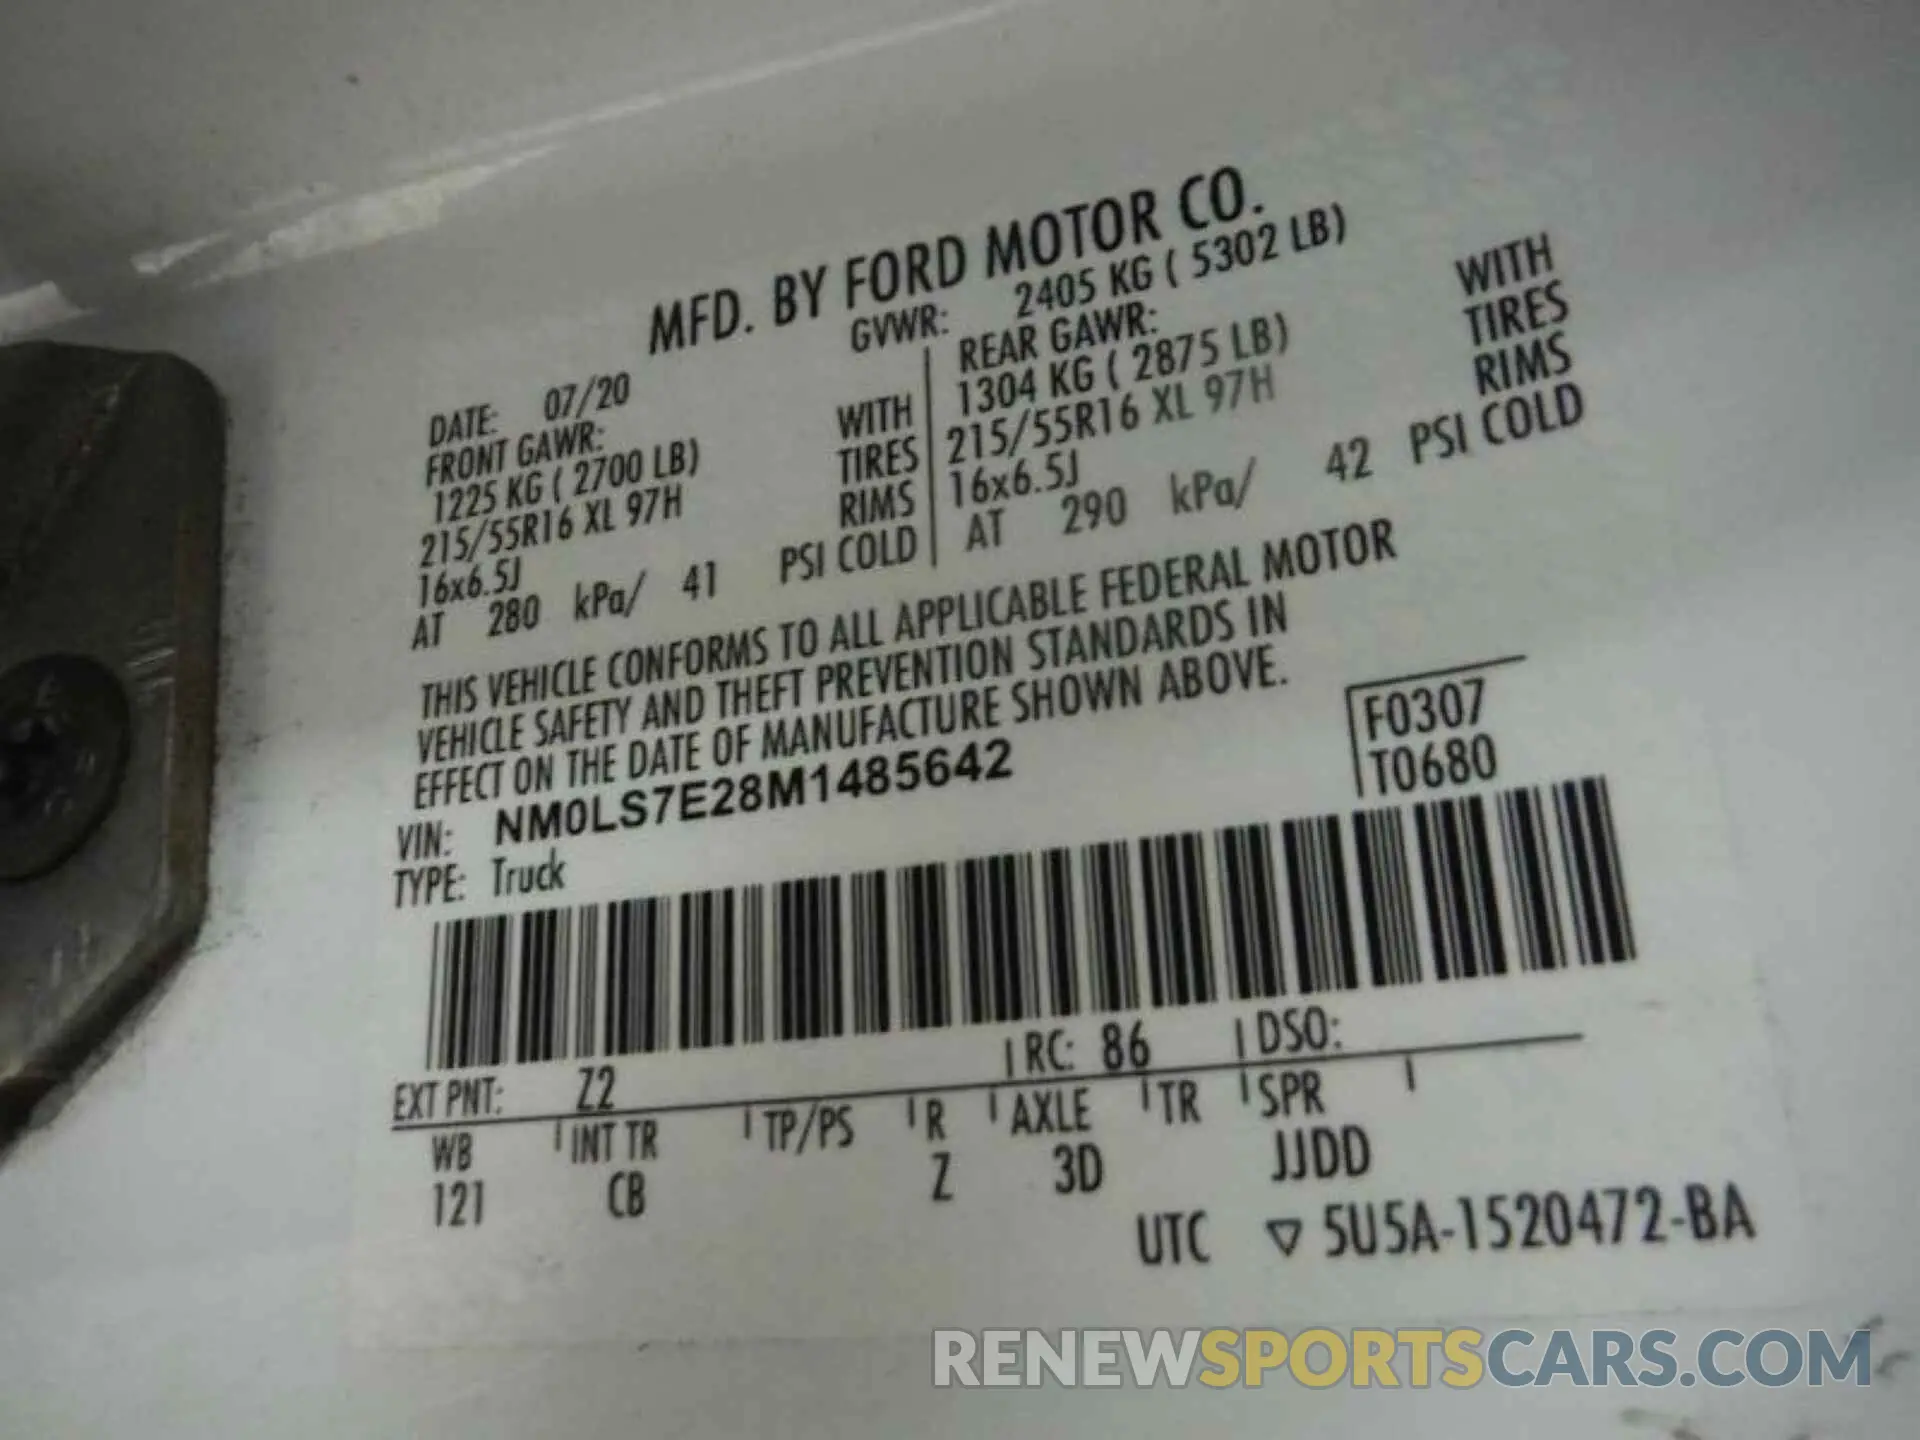 MFD. BY FORD MOTOR CO.
GVWR: 2405 KG ( 5302 LB)
DATE: 07/20
FRONT GAWR:
1225 KG ( 2700 LB) WITH
215/55R16 XL 97H TIRES
16x6.5J RIMS
AT 280 kPa/ 41 PSI COLD
REAR GAWR:
1304 KG ( 2875 LB) WITH
215/55R16 XL 97H TIRES
16x6.5J RIMS
AT 290 kPa/ 42 PSI COLD
THIS VEHICLE CONFORMS TO ALL APPLICABLE FEDERAL MOTOR
VEHICLE SAFETY AND THEFT PREVENTION STANDARDS IN
EFFECT ON THE DATE OF MANUFACTURE SHOWN ABOVE.
VIN: NM0LS7E28M1485642
TYPE: Truck
F0307
T0680
EXT PNT: Z2 RC: 86 DSO:
WB INT TR TP/PS R AXLE TR SPR
121 CB Z 3D JJDD
UTC ▽ 5U5A-1520472-BA
RENEWSPORTSCARS.COM